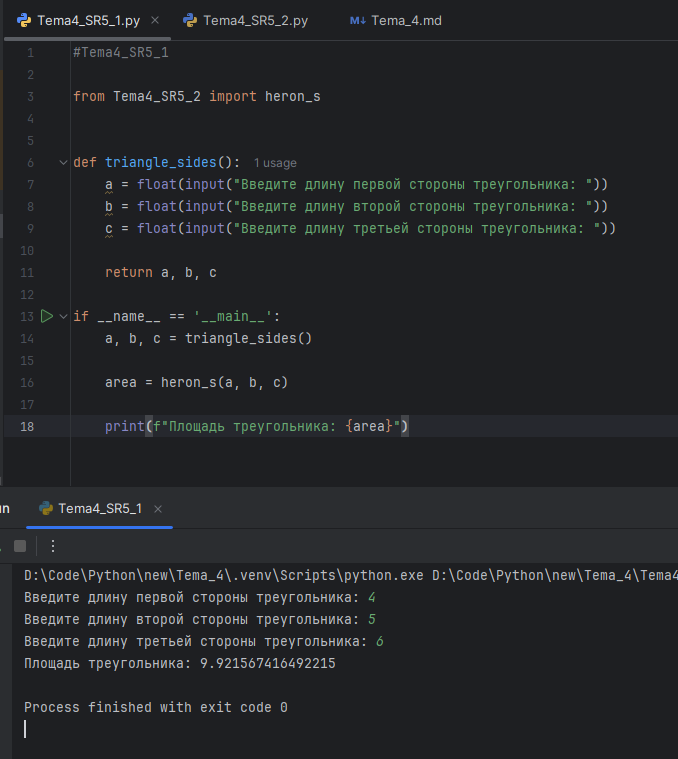 Tema4_SR5_1.py × Tema4_SR5_2.py M↓ Tema_4.md
1 #Tema4_SR5_1
2
3 from Tema4_SR5_2 import heron_s
4
5
6 def triangle_sides(): 1 usage
7 a = float(input("Введите длину первой стороны треугольника: "))
8 b = float(input("Введите длину второй стороны треугольника: "))
9 c = float(input("Введите длину третьей стороны треугольника: "))
10
11 return a, b, c
12
13 if __name__ == '__main__':
14 a, b, c = triangle_sides()
15
16 area = heron_s(a, b, c)
17
18 print(f"Площадь треугольника: {area}")
un Tema4_SR5_1 ×
D:\Code\Python\new\Tema_4\.venv\Scripts\python.exe D:\Code\Python\new\Tema_4\Tema4
Введите длину первой стороны треугольника: 4
Введите длину второй стороны треугольника: 5
Введите длину третьей стороны треугольника: 6
Площадь треугольника: 9.921567416492215
Process finished with exit code 0